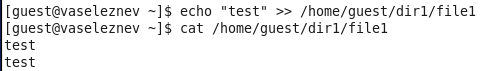 [guest@vaseleznev ~]$ echo "test" >> /home/guest/dir1/file1
[guest@vaseleznev ~]$ cat /home/guest/dir1/file1
test
test